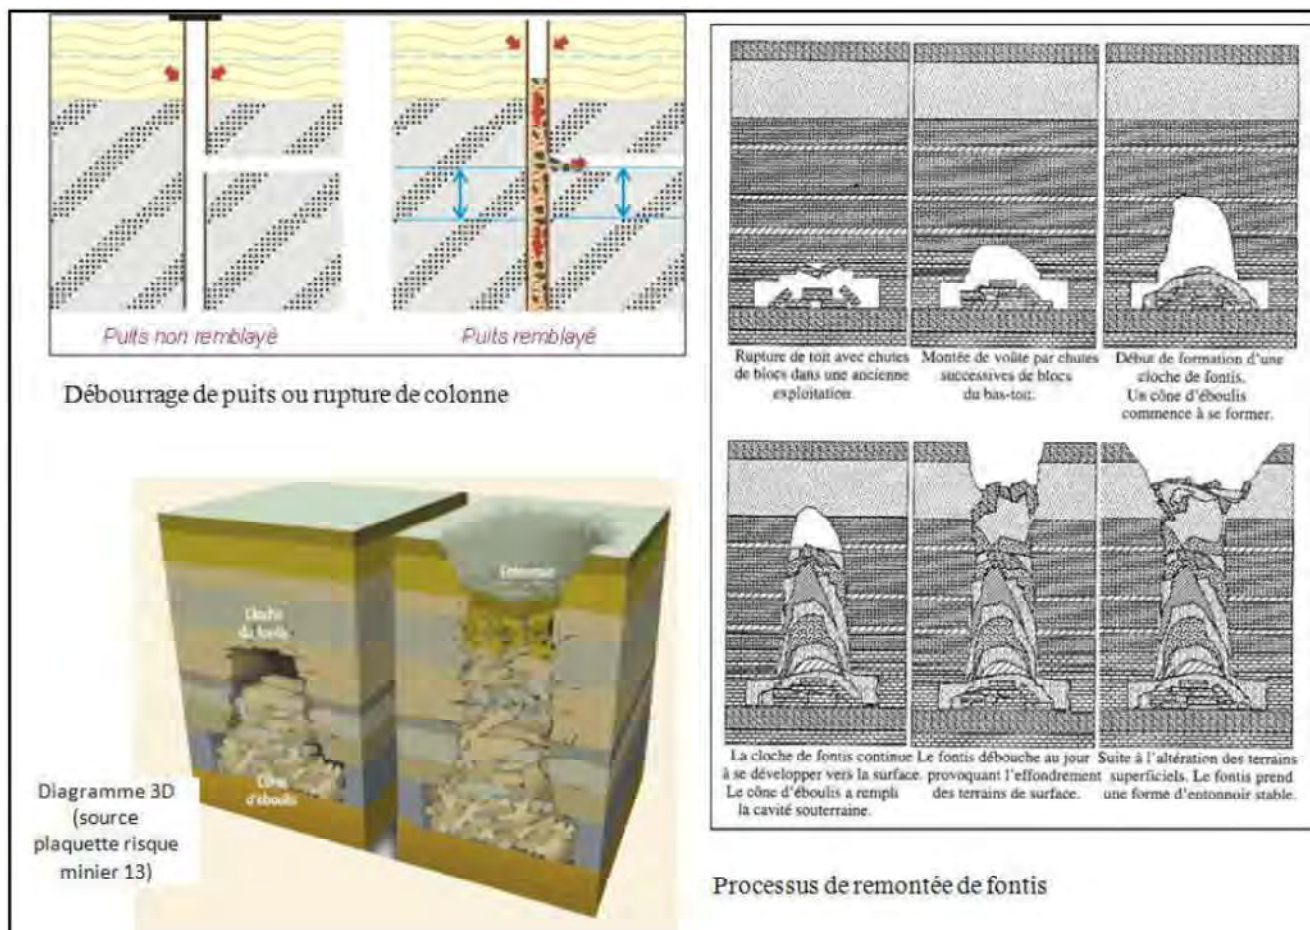 Puits non remblayé
Puits remblayé
Débourrage de puits ou rupture de colonne
Rupture de toit avec chutes
de blocs dans une ancienne
exploitation.
Montée de voûte par chutes
successives de blocs
du bas-toit.
Début de formation d'une
cloche de fontis.
Un cône d'éboulis
commence à se former.
La cloche de fontis continue
à se développer vers la surface.
Le cône d'éboulis a rempli
la cavité souterraine.
Le fontis débouche au jour
provoquant l'effondrement
des terrains de surface.
Suite à l'altération des terrains
superficiels. Le fontis prend
une forme d'entonnoir stable.
Processus de remontée de fontis
Cloche
de fontis
Cône
d'éboulis
Entonnoir
Diagramme 3D
(source
plaquette risque
minier 13)